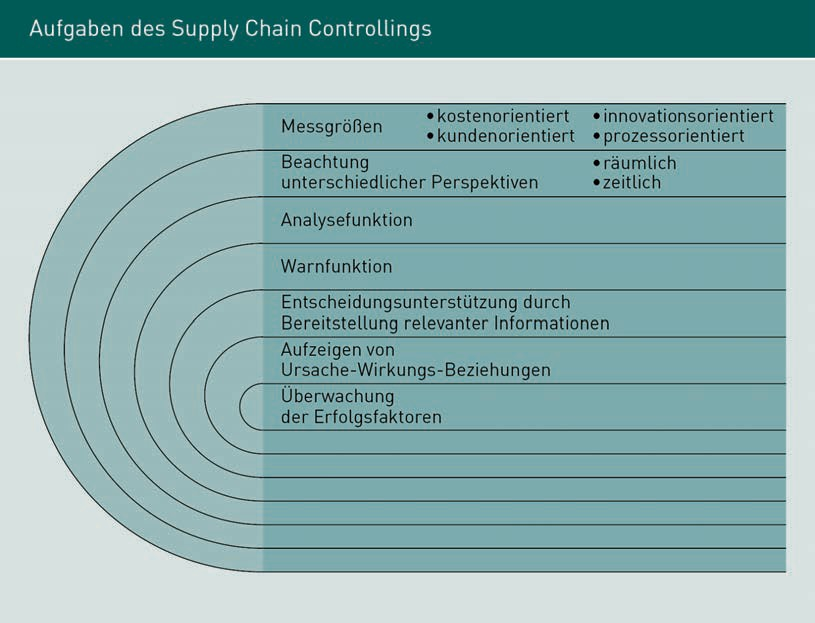 Aufgaben des Supply Chain Controllings
Messgrößen
• kostenorientiert
• kundenorientiert
• innovationsorientiert
• prozessorientiert
Beachtung
unterschiedlicher Perspektiven
• räumlich
• zeitlich
Analysefunktion
Warnfunktion
Entscheidungsunterstützung durch
Bereitstellung relevanter Informationen
Aufzeigen von
Ursache-Wirkungs-Beziehungen
Überwachung
der Erfolgsfaktoren